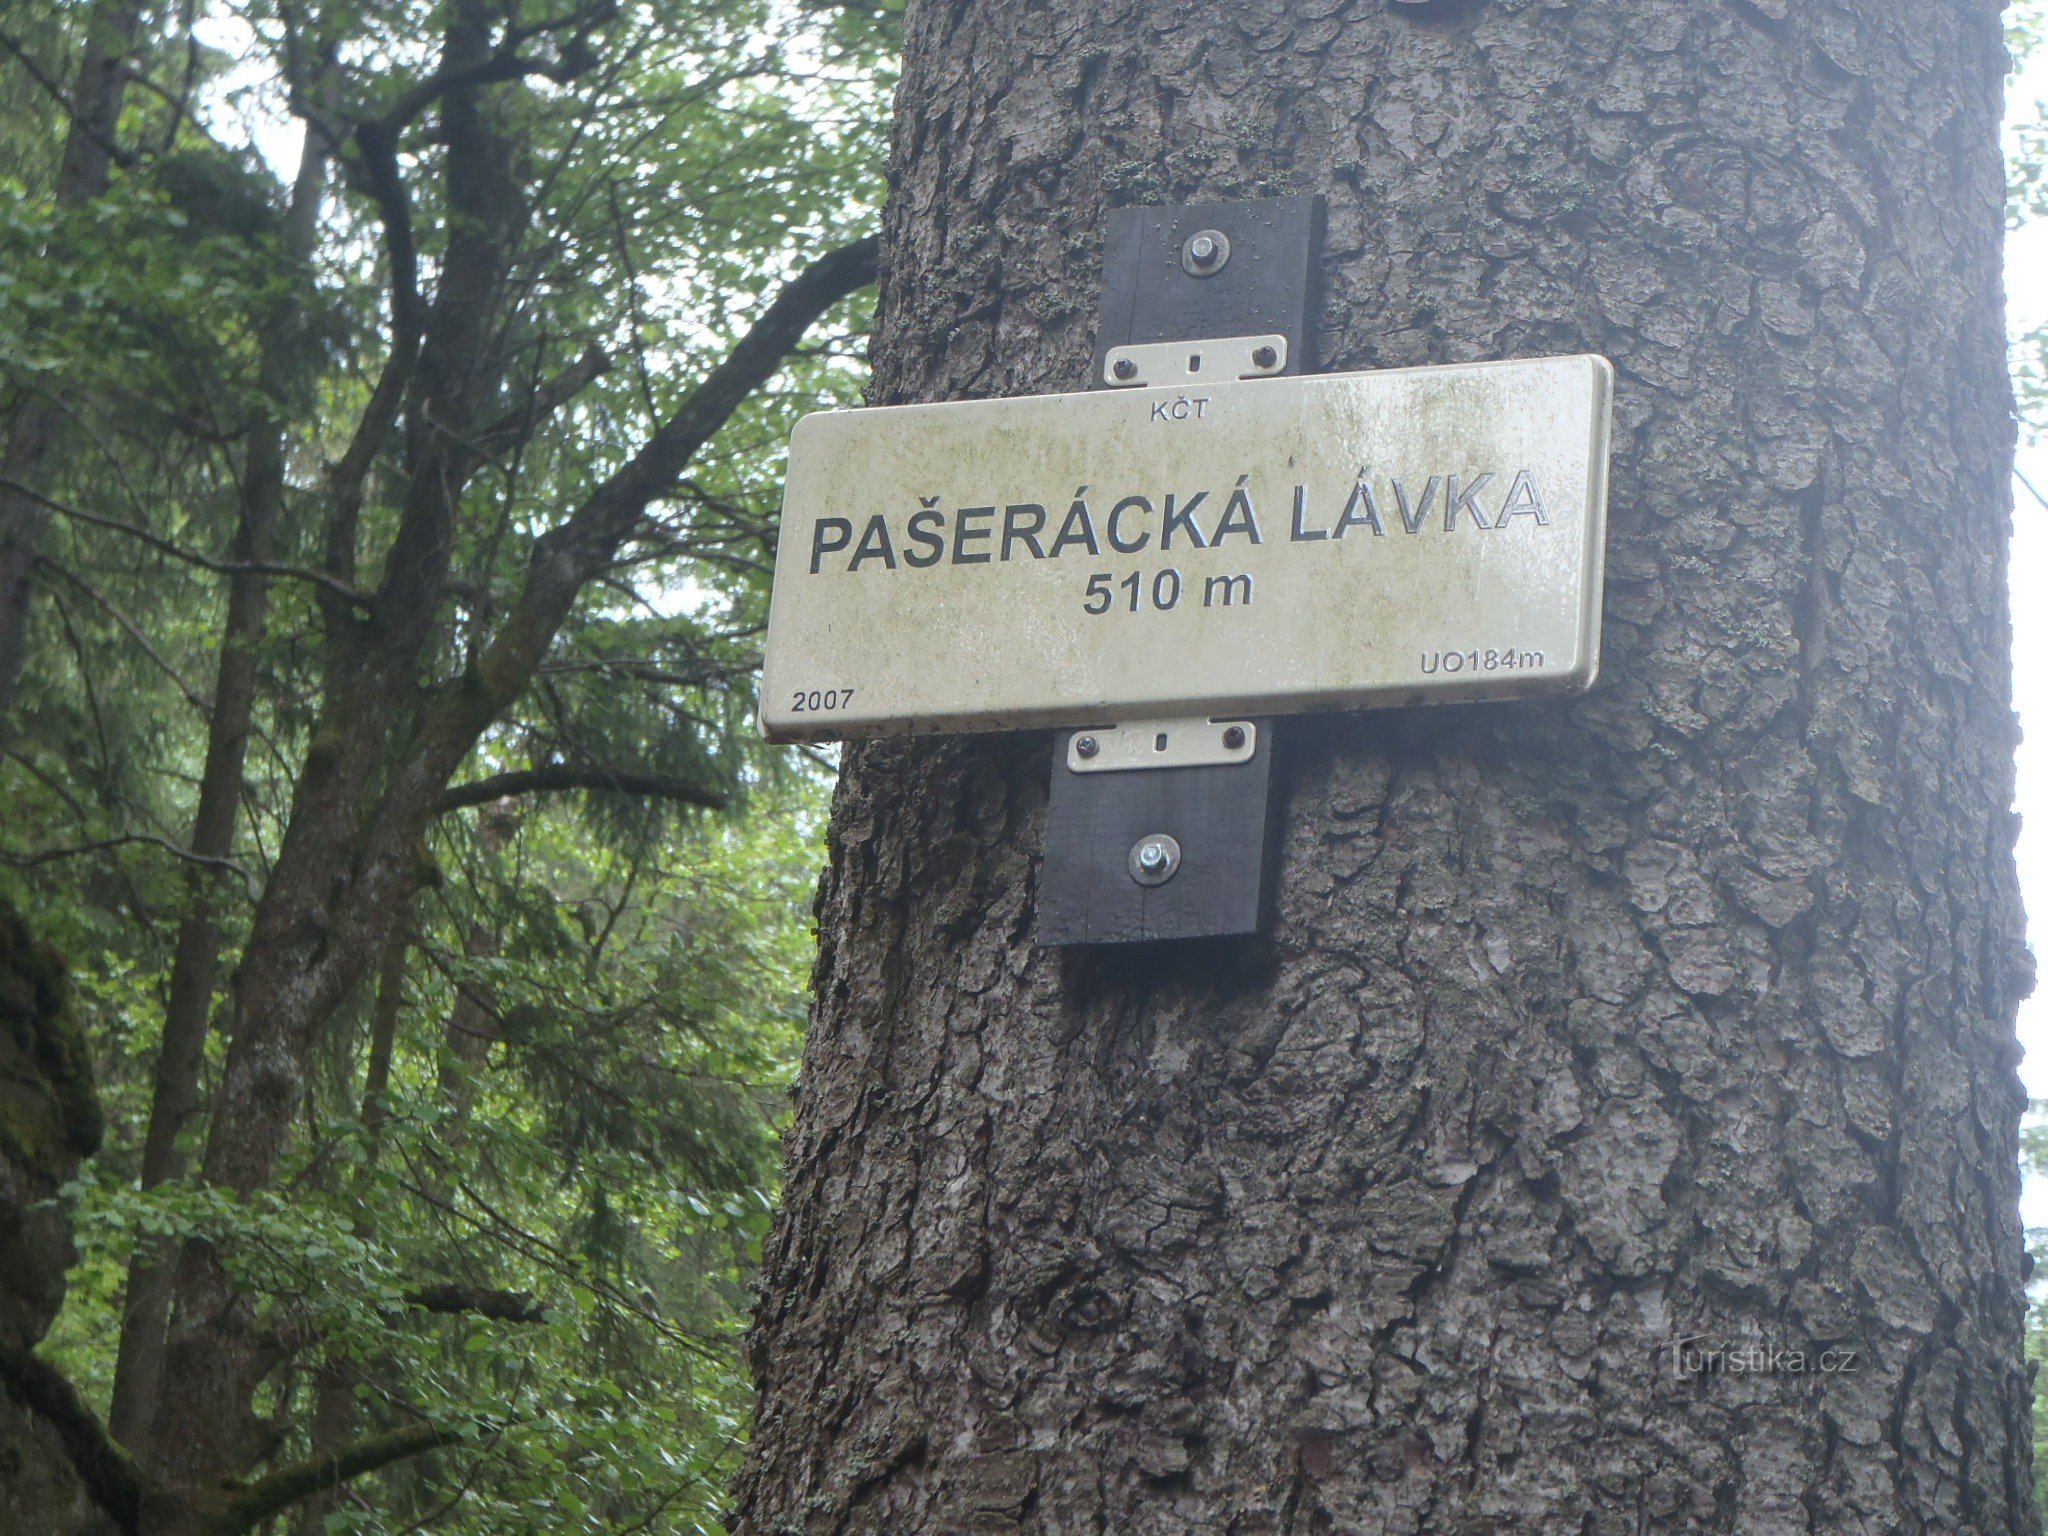 KČT
PAŠERÁCKÁ LÁVKA
510 m
2007
UO184m
Turistika.cz